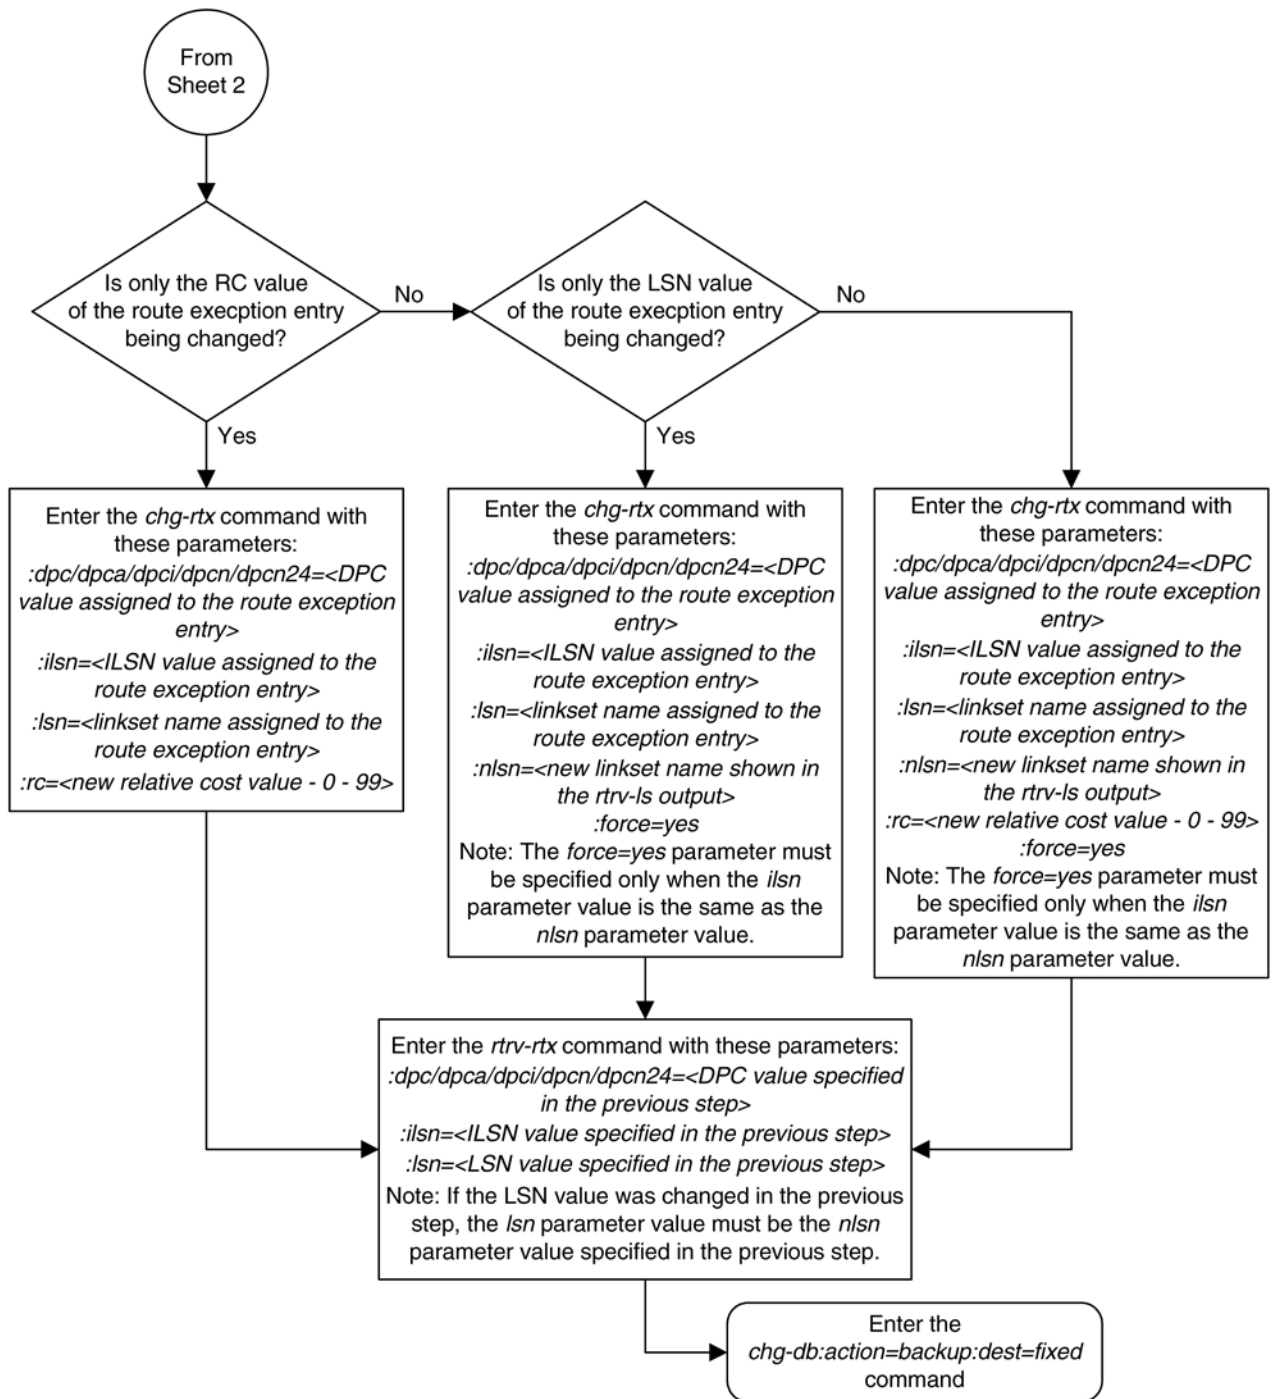 From
Sheet 2
Is only the RC value
of the route execption entry
being changed?
No
Is only the LSN value
of the route execption entry
being changed?
No
Yes
Yes
Enter the chg-rtx command with
these parameters:
:dpc/dpca/dpci/dpcn/dpcn24=<DPC
value assigned to the route exception
entry>
:ilsn=<ILSN value assigned to the
route exception entry>
:lsn=<linkset name assigned to the
route exception entry>
:rc=<new relative cost value - 0 - 99>
Enter the chg-rtx command with
these parameters:
:dpc/dpca/dpci/dpcn/dpcn24=<DPC
value assigned to the route exception
entry>
:ilsn=<ILSN value assigned to the
route exception entry>
:lsn=<linkset name assigned to the
route exception entry>
:nlsn=<new linkset name shown in
the rtrv-ls output>
:force=yes
Note: The force=yes parameter must
be specified only when the ilsn
parameter value is the same as the
nlsn parameter value.
Enter the chg-rtx command with
these parameters:
:dpc/dpca/dpci/dpcn/dpcn24=<DPC
value assigned to the route exception
entry>
:ilsn=<ILSN value assigned to the
route exception entry>
:lsn=<linkset name assigned to the
route exception entry>
:nlsn=<new linkset name shown in
the rtrv-ls output>
:rc=<new relative cost value - 0 - 99>
:force=yes
Note: The force=yes parameter must
be specified only when the ilsn
parameter value is the same as the
nlsn parameter value.
Enter the rtrv-rtx command with these parameters:
:dpc/dpca/dpci/dpcn/dpcn24=<DPC value specified
in the previous step>
:ilsn=<ILSN value specified in the previous step>
:lsn=<LSN value specified in the previous step>
Note: If the LSN value was changed in the previous
step, the lsn parameter value must be the nlsn
parameter value specified in the previous step.
Enter the
chg-db:action=backup:dest=fixed
command